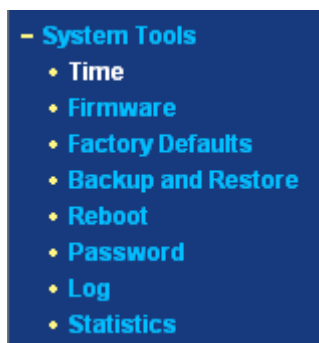 – System Tools
• Time
• Firmware
• Factory Defaults
• Backup and Restore
• Reboot
• Password
• Log
• Statistics